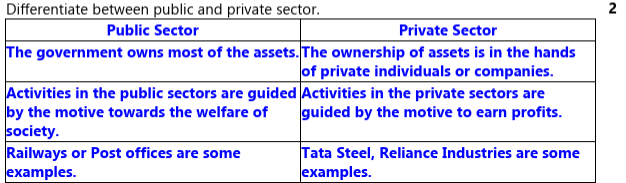 Differentiate between public and private sector. 2
Public Sector Private Sector
The government owns most of the assets. The ownership of assets is in the hands
of private individuals or companies.
Activities in the public sectors are guided Activities in the private sectors are
by the motive towards the welfare of guided by the motive to earn profits.
society.
Railways or Post offices are some Tata Steel, Reliance Industries are some
examples. examples.